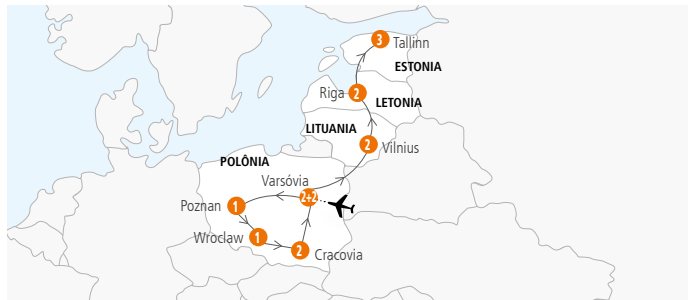 3 Tallinn
ESTONIA
Riga 2
LETONIA
LITUANIA
2 Vilnius
POLÔNIA
Varsóvia
2+2
Poznan 1
Wroclaw 1
2 Cracovia